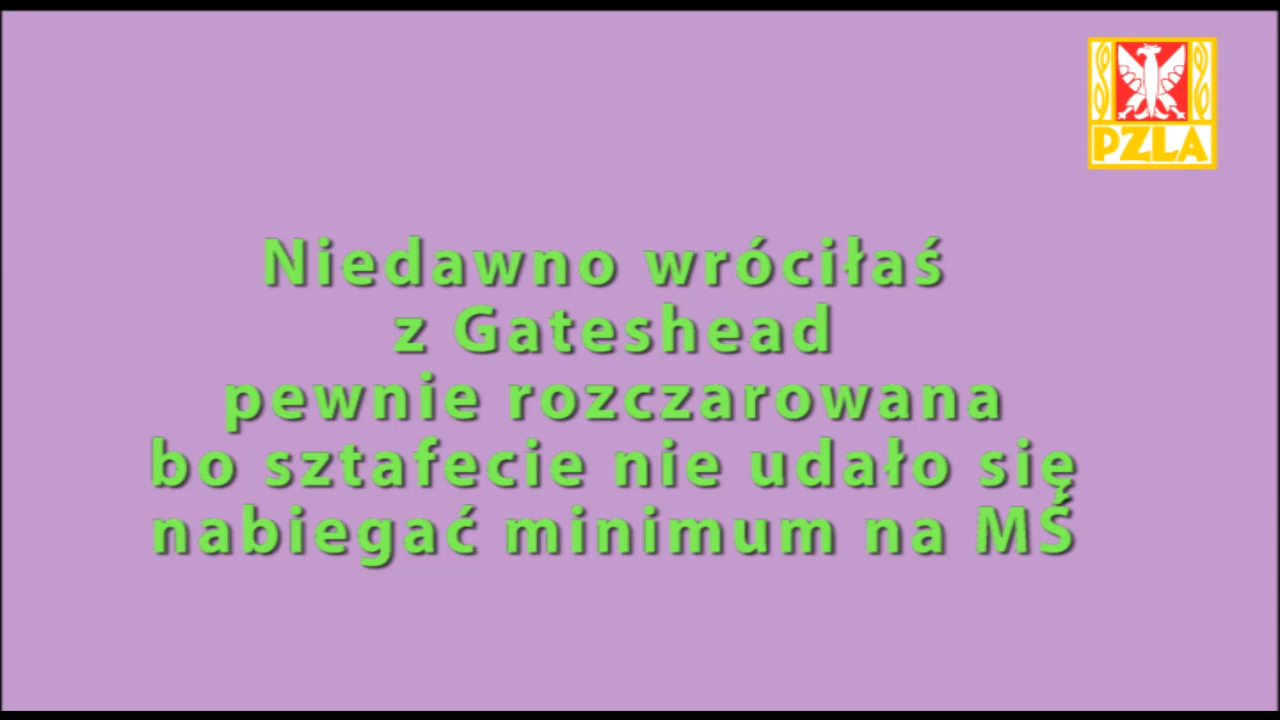 PZLA
Niedawno wróciłaś
z Gateshead
pewnie rozczarowana
bo sztafecie nie udało się
nabiegać minimum na MŚ